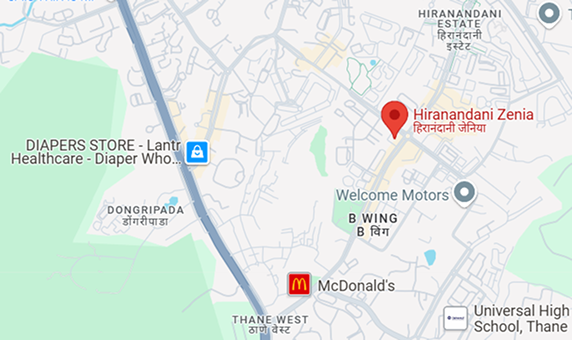 HIRANANDANI
ESTATE
हिरानंदानी
इस्टेट
Hiranandani Zenia
हिरानंदानी जेनिया
DIAPERS STORE - Lantr
Healthcare - Diaper Who...
Welcome Motors
DONGRIPADA
डोंगरीपाडा
B WING
B विंग
McDonald's
THANE WEST
ठाणे वेस्ट
Universal High
School, Thane